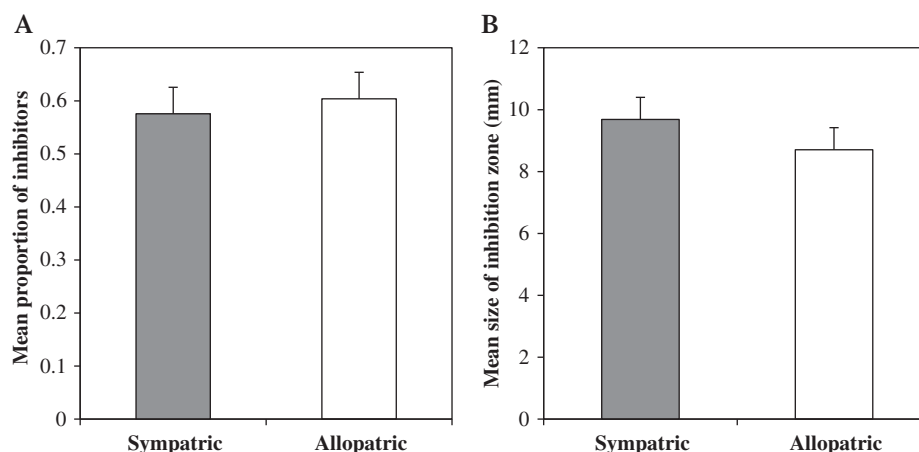 A
Mean proportion of inhibitors
0.7
0.6
0.5
0.4
0.3
0.2
0.1
0
Sympatric
Allopatric
B
Mean size of inhibition zone (mm)
12
10
8
6
4
2
0
Sympatric
Allopatric